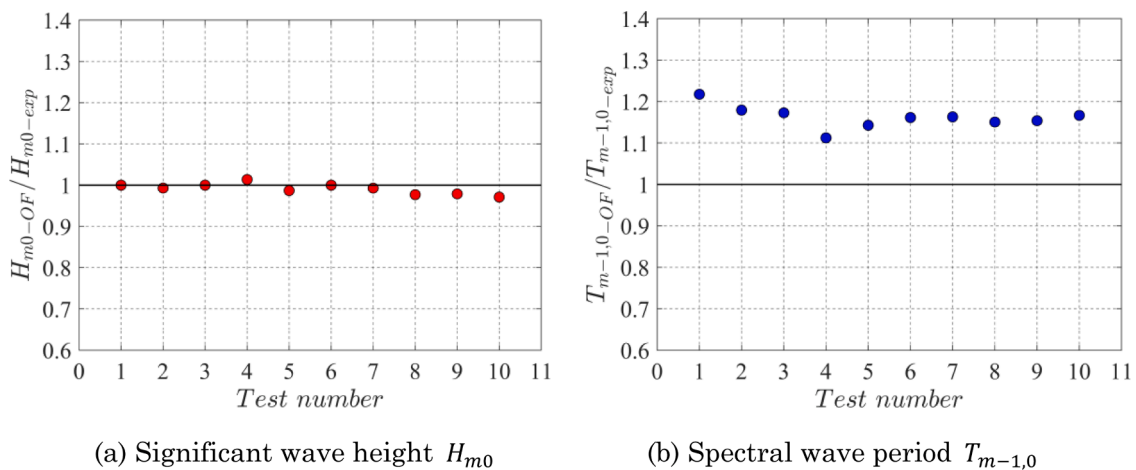 1.4
1.3
1.2
1.1
1
0.9
0.8
0.7
0.6
H_{m0-OF}/H_{m0-exp}
0 1 2 3 4 5 6 7 8 9 10 11
Test number
(a) Significant wave height H_{m0}
1.4
1.3
1.2
1.1
1
0.9
0.8
0.7
0.6
T_{m-1,0-OF}/T_{m-1,0-exp}
0 1 2 3 4 5 6 7 8 9 10 11
Test number
(b) Spectral wave period T_{m-1,0}